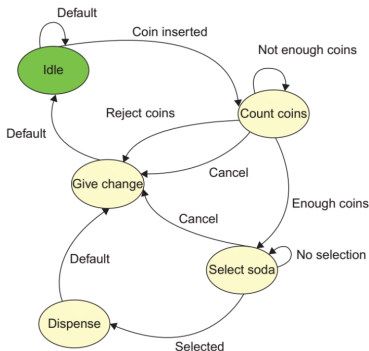 Default
Coin inserted
Not enough coins
Idle
Reject coins
Count coins
Default
Cancel
Give change
Enough coins
Cancel
Default
No selection
Select soda
Dispense
Selected